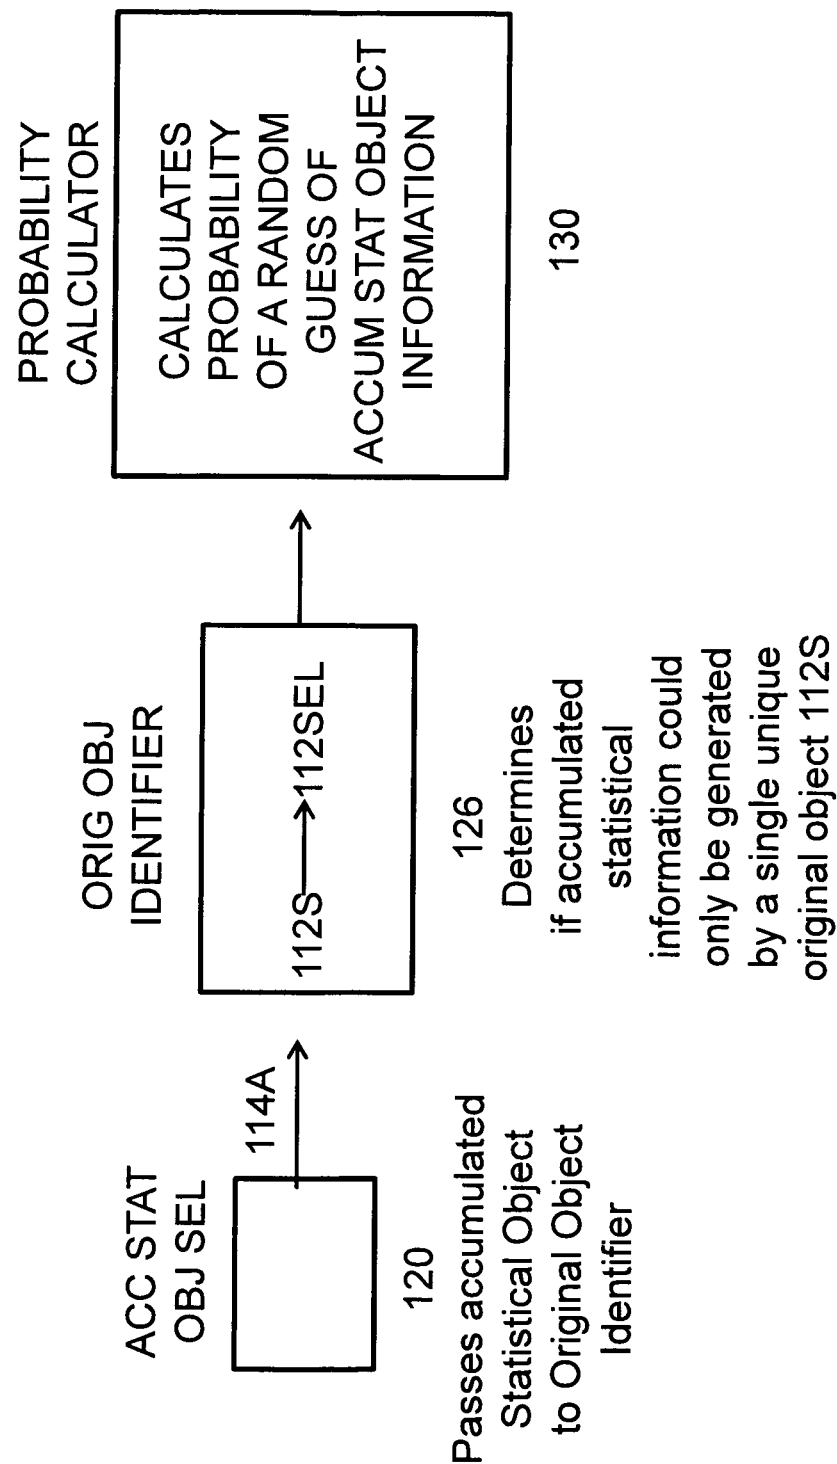 ACC STAT
OBJ SEL
114A
120
Passes accumulated
Statistical Object
to Original Object
Identifier
ORIG OBJ
IDENTIFIER
112S 112SEL
126
Determines
if accumulated
statistical
information could
only be generated
by a single unique
original object 112S
PROBABILITY
CALCULATOR
CALCULATES
PROBABILITY
OF A RANDOM
GUESS OF
ACCUM STAT OBJECT
INFORMATION
130